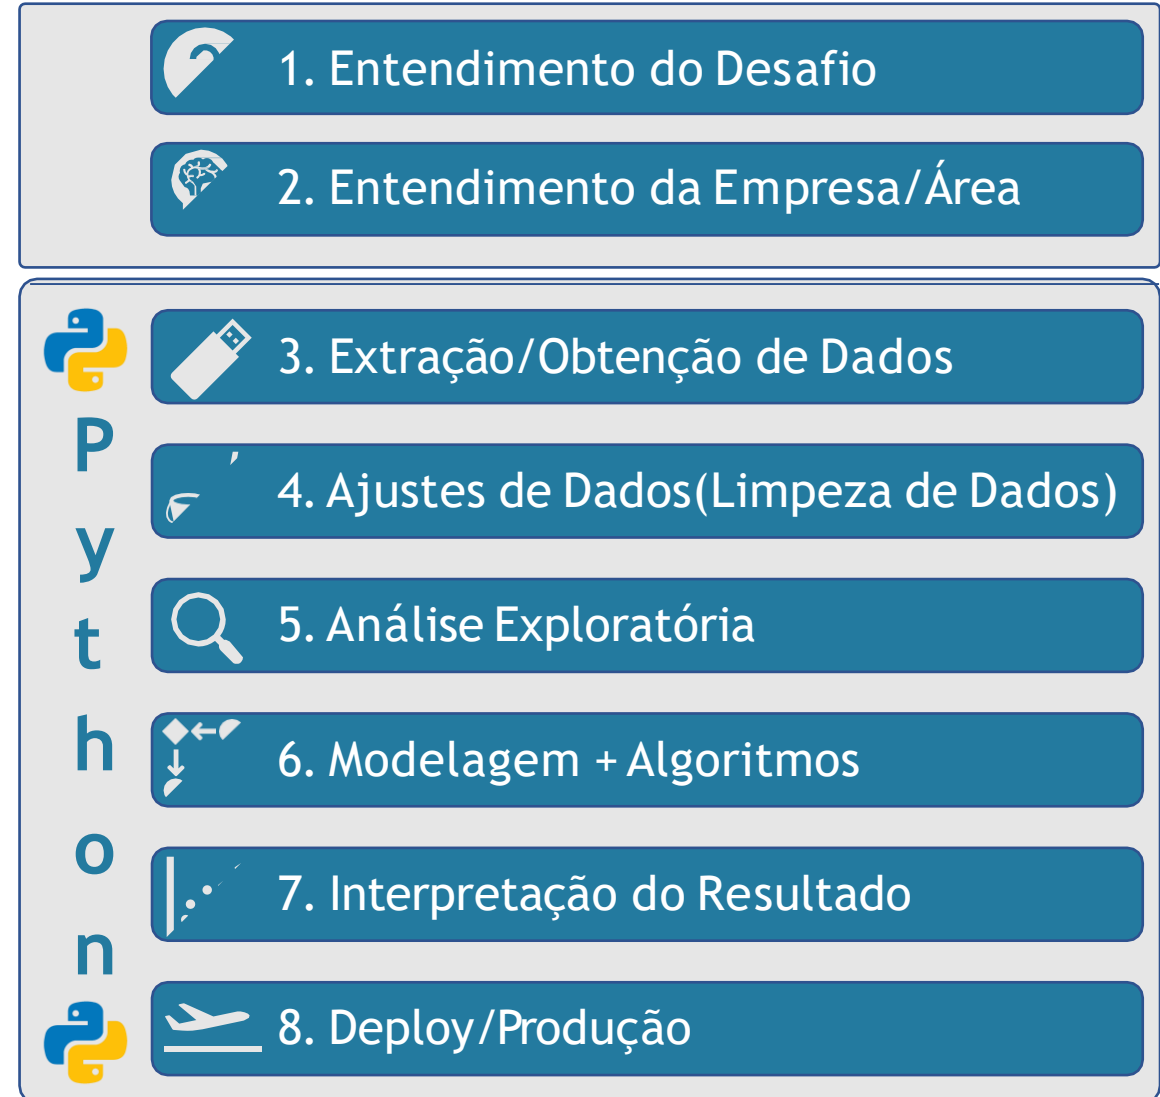 1. Entendimento do Desafio
2. Entendimento da Empresa/Área
Python
3. Extração/Obtenção de Dados
4. Ajustes de Dados(Limpeza de Dados)
5. Análise Exploratória
6. Modelagem + Algoritmos
7. Interpretação do Resultado
8. Deploy/Produção